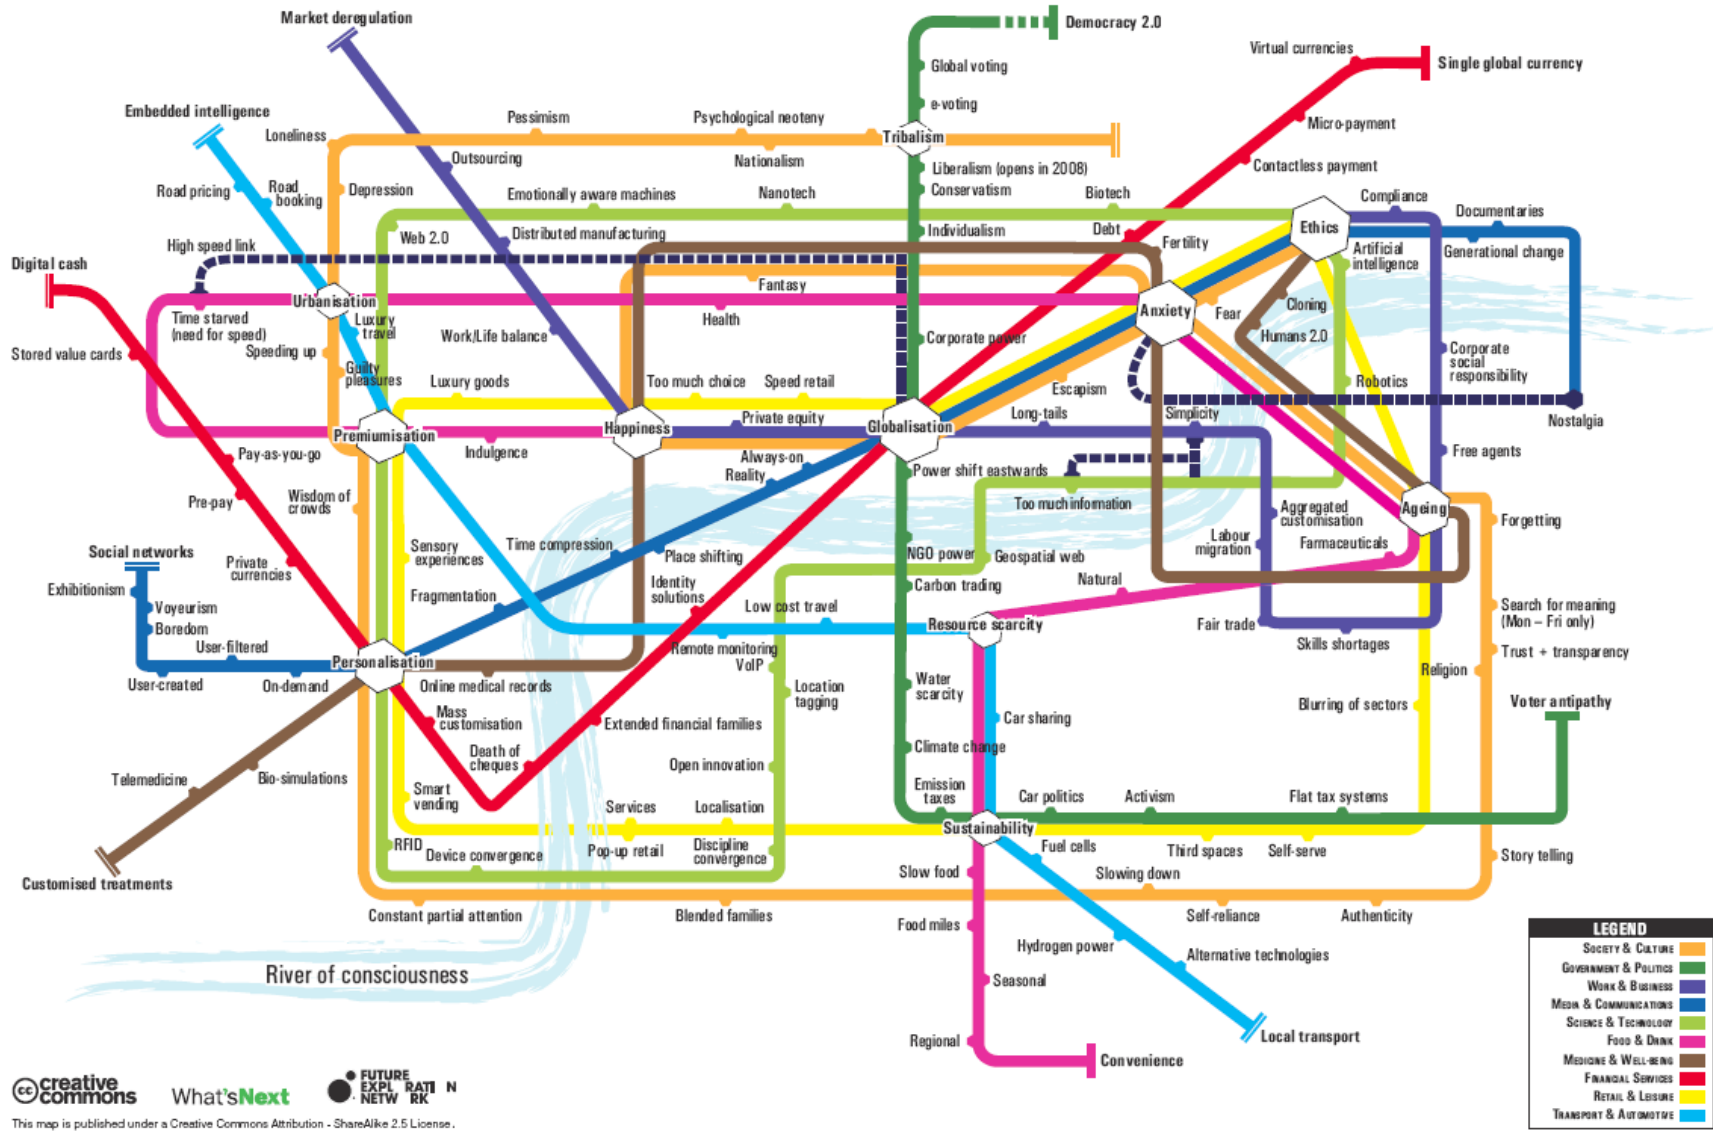 Market deregulation
Democracy 2.0
Virtual currencies
Single global currency
Global voting
Embedded intelligence
e-voting
Pessimism
Psychological neoteny
Micro-payment
Loneliness
Tribalism
Outsourcing
Nationalism
Contactless payment
Liberalism (opens in 2008)
Road pricing
Road
booking
Depression
Emotionally aware machines
Nanotech
Conservatism
Biotech
Compliance
Documentaries
Ethics
High speed link
Web 2.0
Distributed manufacturing
Individualism
Debt
Fertility
Artificial
intelligence
Generational change
Digital cash
Fantasy
Cloning
Urbanisation
Anxiety
Time starved
(need for speed)
Luxury
travel
Health
Fear
Humans 2.0
Work/Life balance
Corporate power
Stored value cards
Speeding up
Guilty
pleasures
Corporate
social
responsibility
Luxury goods
Too much choice
Speed retail
Escapism
Robotics
Private equity
Long-tails
Simplicity
Nostalgia
Premiumisation
Happiness
Globalisation
Pay-as-you-go
Indulgence
Always-on
Reality
Power shift eastwards
Free agents
Pre-pay
Wisdom of
crowds
Too much information
Aggregated
customisation
Ageing
Forgetting
Social networks
Sensory
experiences
Time compression
Place shifting
NGO power
Geospatial web
Labour
migration
Farmaceuticals
Private
currencies
Exhibitionism
Voyeurism
Boredom
Fragmentation
Identity
solutions
Carbon trading
Natural
Low cost travel
Search for meaning
(Mon – Fri only)
User-filtered
Resource scarcity
Fair trade
Skills shortages
Personalisation
Remote monitoring
VoIP
Trust + transparency
User-created
On-demand
Online medical records
Location
tagging
Water
scarcity
Religion
Mass
customisation
Extended financial families
Car sharing
Blurring of sectors
Voter antipathy
Death of
cheques
Open innovation
Climate change
Telemedicine
Bio-simulations
Smart
vending
Services
Localisation
Emission
taxes
Car politics
Activism
Flat tax systems
Sustainability
RFID
Device convergence
Pop-up retail
Discipline
convergence
Fuel cells
Third spaces
Self-serve
Story telling
Customised treatments
Slow food
Slowing down
Constant partial attention
Blended families
Food miles
Self-reliance
Authenticity
Hydrogen power
Alternative technologies
River of consciousness
Seasonal
Regional
Local transport
Convenience
LEGEND
SOCIETY & CULTURE
GOVERNMENT & POLITICS
WORK & BUSINESS
MEDIA & COMMUNICATIONS
SCIENCE & TECHNOLOGY
FOOD & DRINK
MEDICINE & WELL-BEING
FINANCIAL SERVICES
RETAIL & LEISURE
TRANSPORT & AUTOMOTIVE
cc creative
commons
What'sNext
FUTURE
EXPL RATI N
NETW RK
This map is published under a Creative Commons Attribution - ShareAlike 2.5 License.